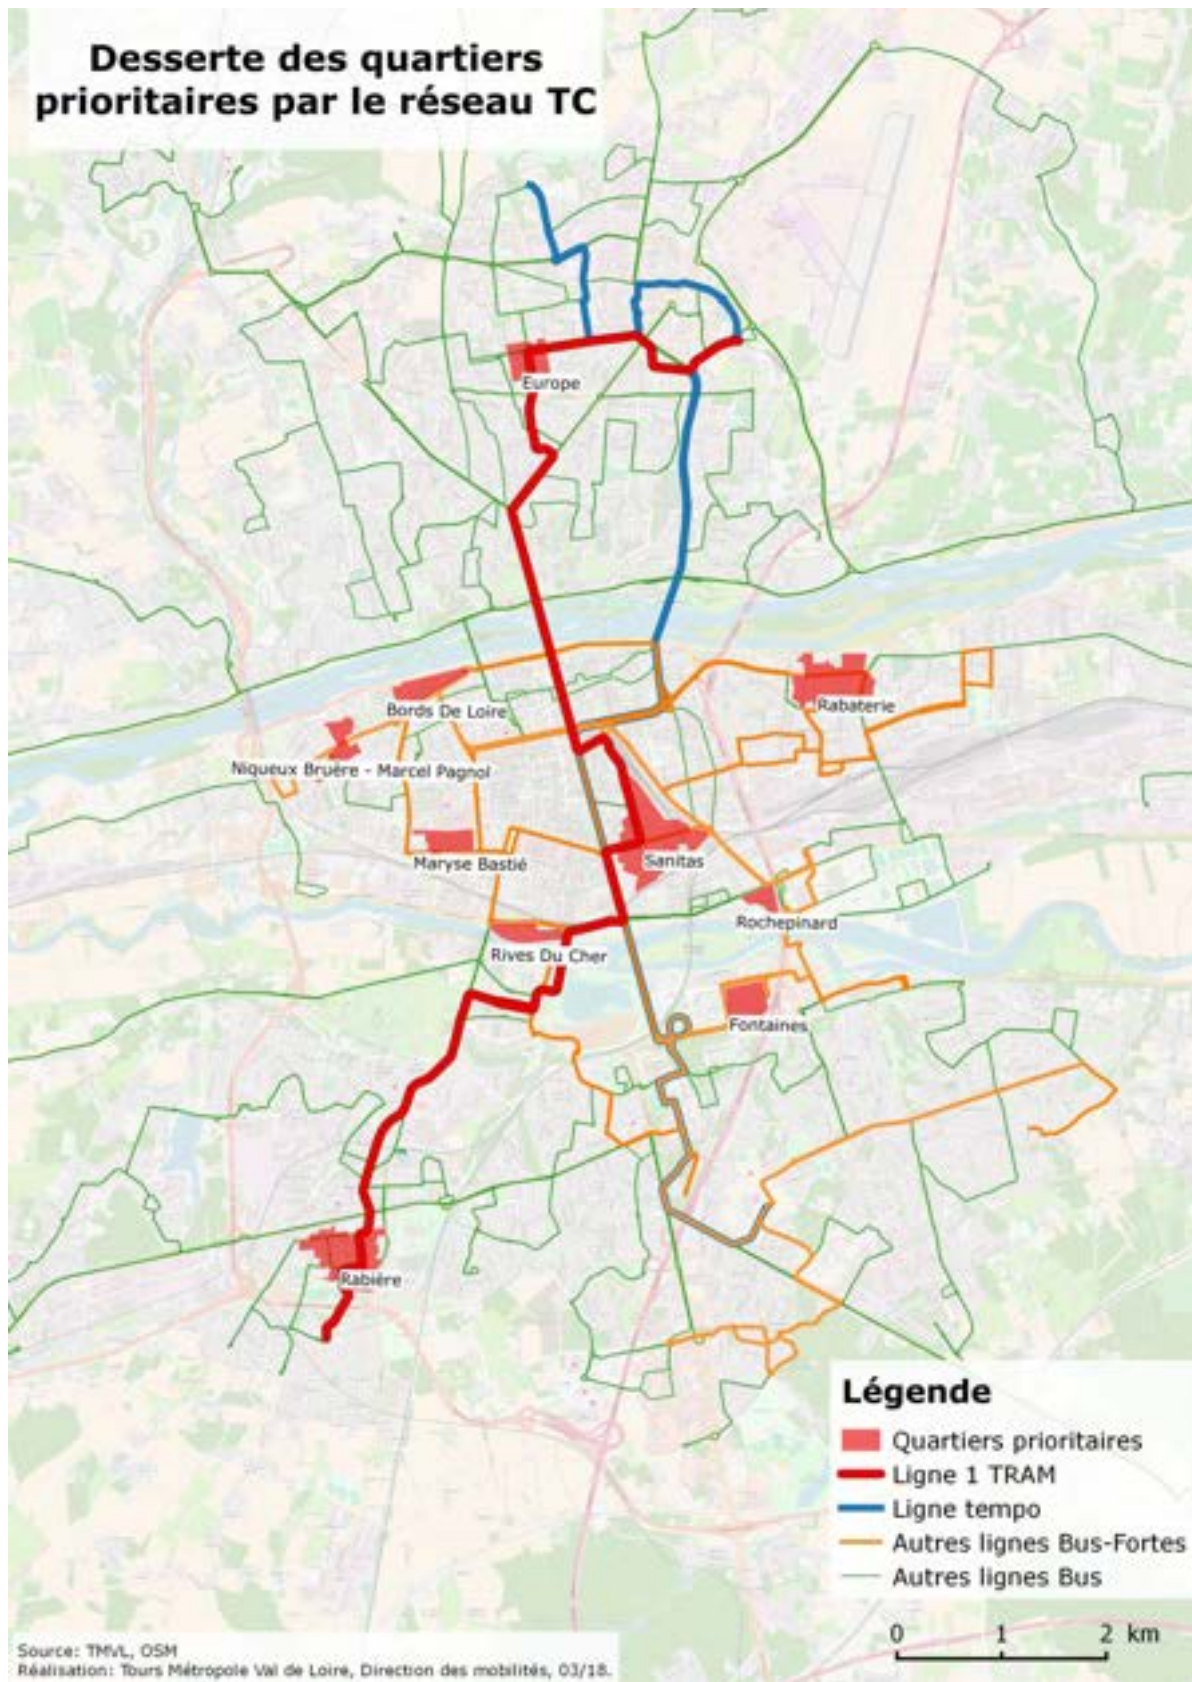 Desserte des quartiers
prioritaires par le réseau TC
Europe
Bords De Loire
Rabaterie
Niqueux Bruère - Marcel Pagnol
Maryse Bastié
Sanitas
Rochepinard
Rives Du Cher
Fontaines
Rabière
Légende
Quartiers prioritaires
Ligne 1 TRAM
Ligne tempo
Autres lignes Bus-Fortes
Autres lignes Bus
0 1 2 km
Source: TMVL, OSM
Réalisation: Tours Métropole Val de Loire, Direction des mobilités, 03/18.